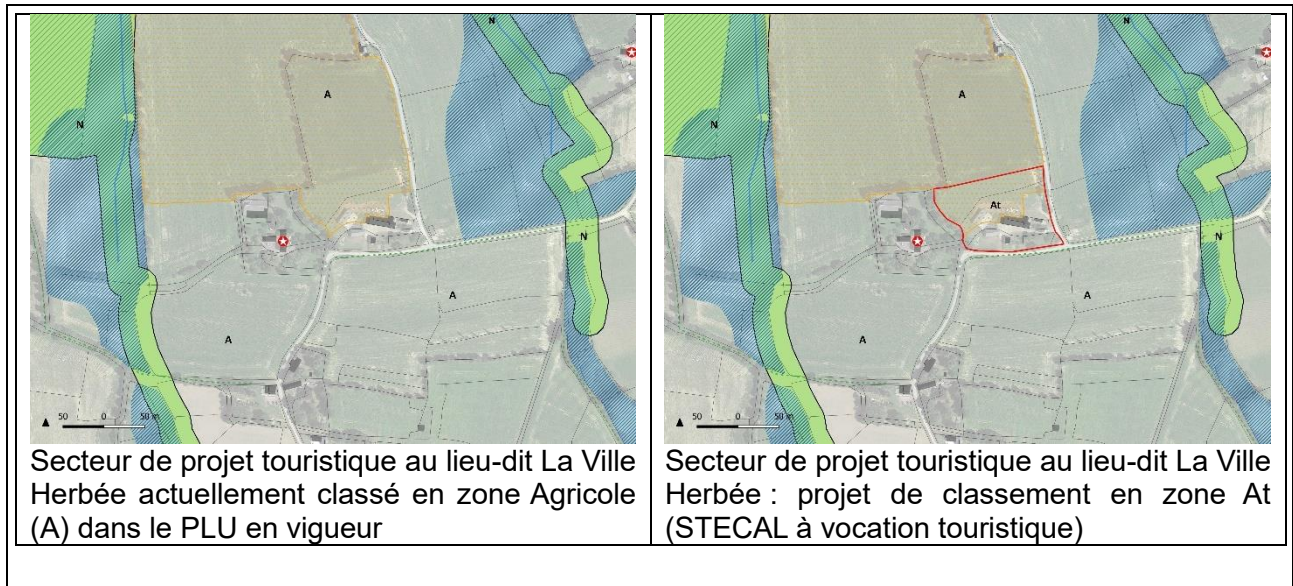 N
A
N
A
A
N
50 0 50 m
Secteur de projet touristique au lieu-dit La Ville
Herbée actuellement classé en zone Agricole
(A) dans le PLU en vigueur
N
A
N
At
A
A
N
50 0 50 m
Secteur de projet touristique au lieu-dit La Ville
Herbée : projet de classement en zone At
(STECAL à vocation touristique)